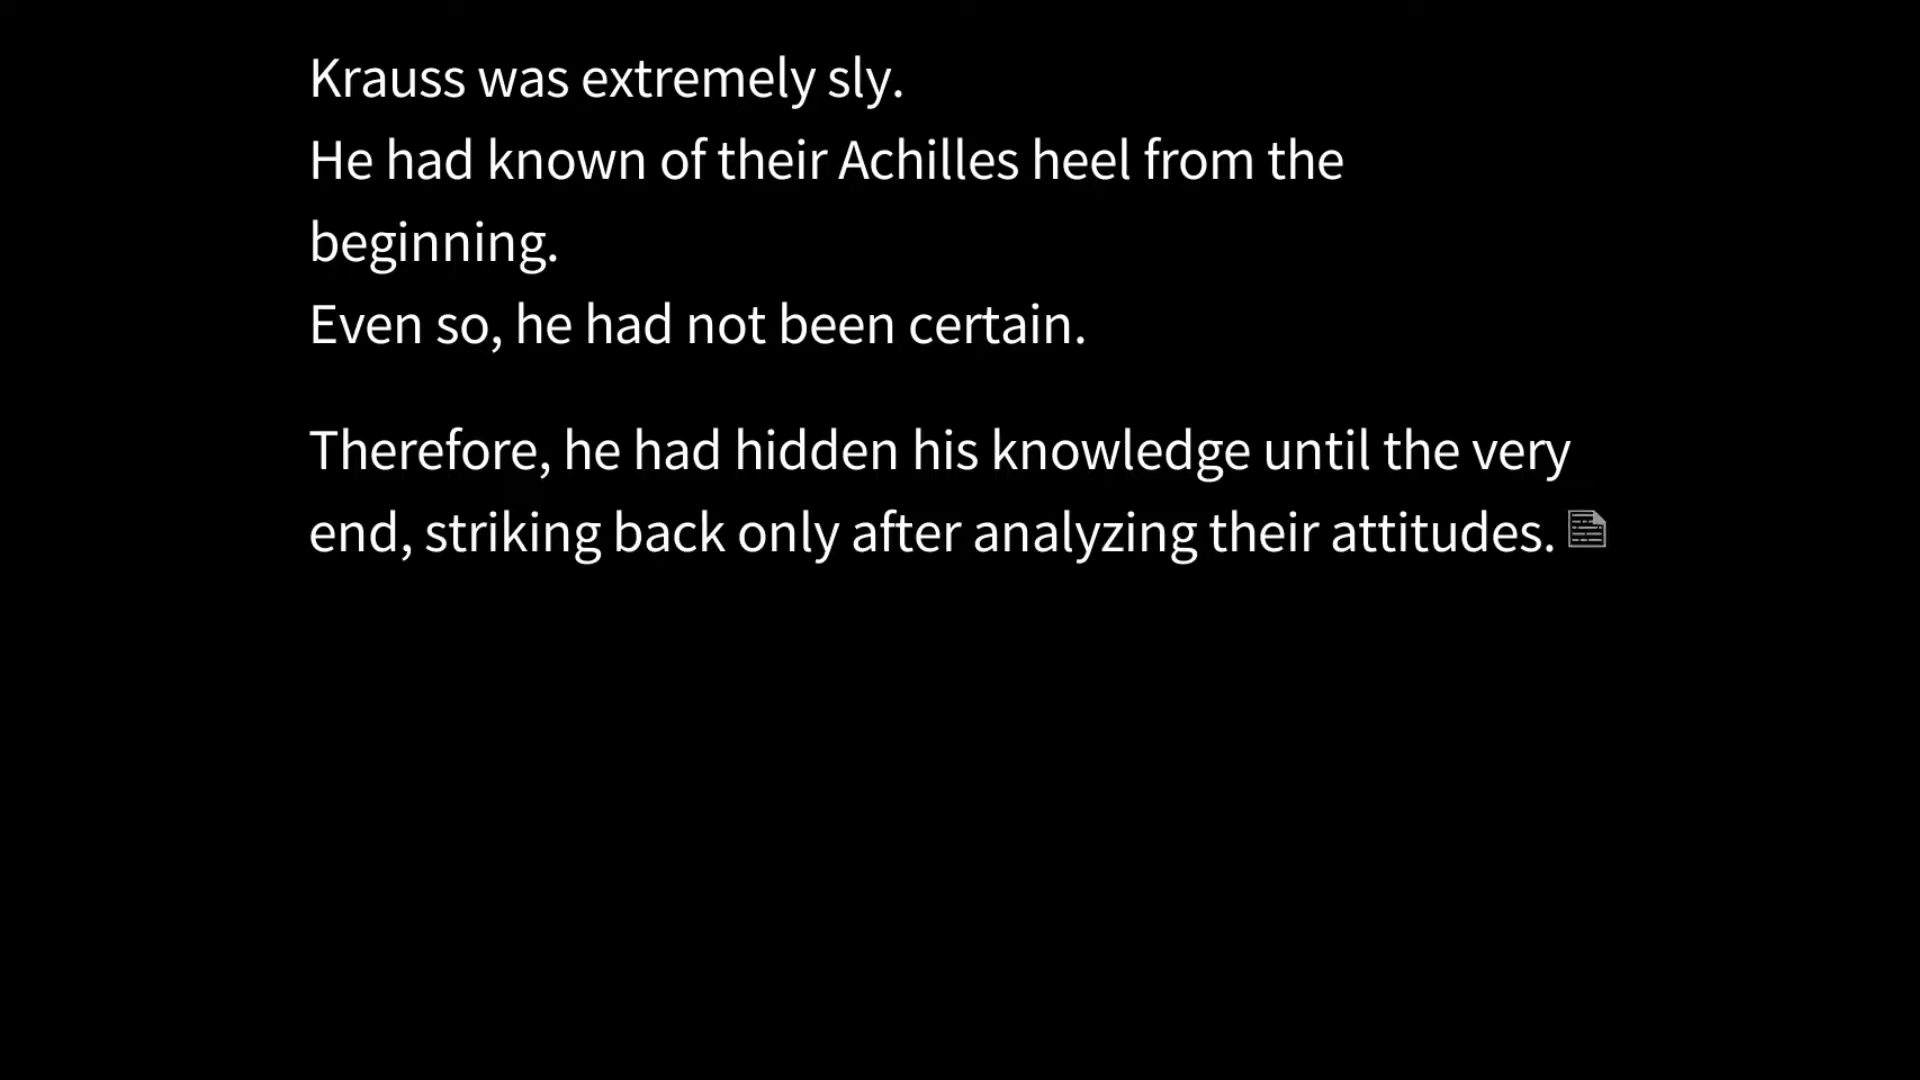 Krauss was extremely sly.
He had known of their Achilles heel from the
beginning.
Even so, he had not been certain.
Therefore, he had hidden his knowledge until the very
end, striking back only after analyzing their attitudes.